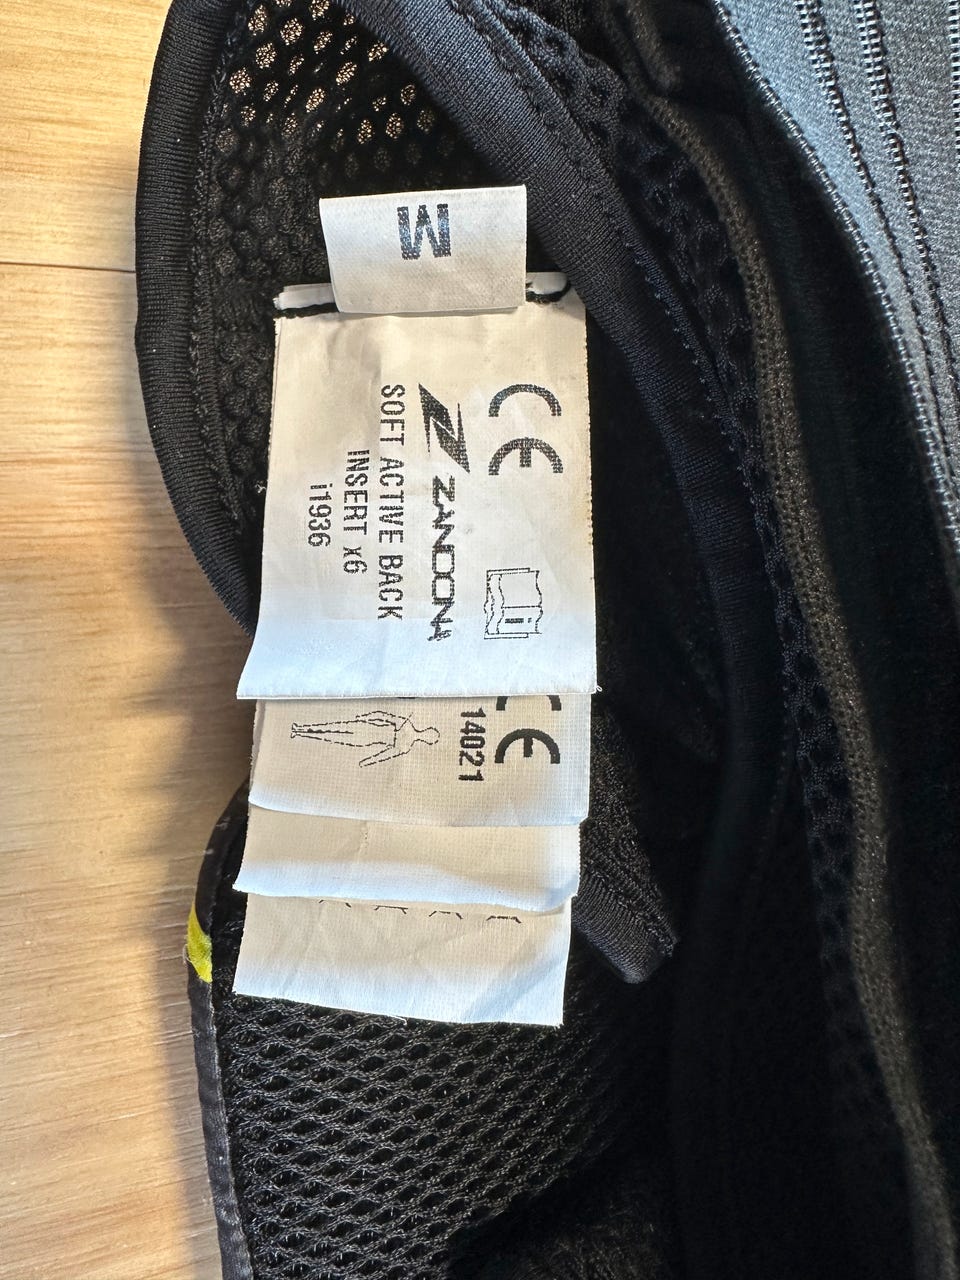 M
CE
ZANDONA
SOFT ACTIVE BACK
INSERT x6
i1936
CE
14021